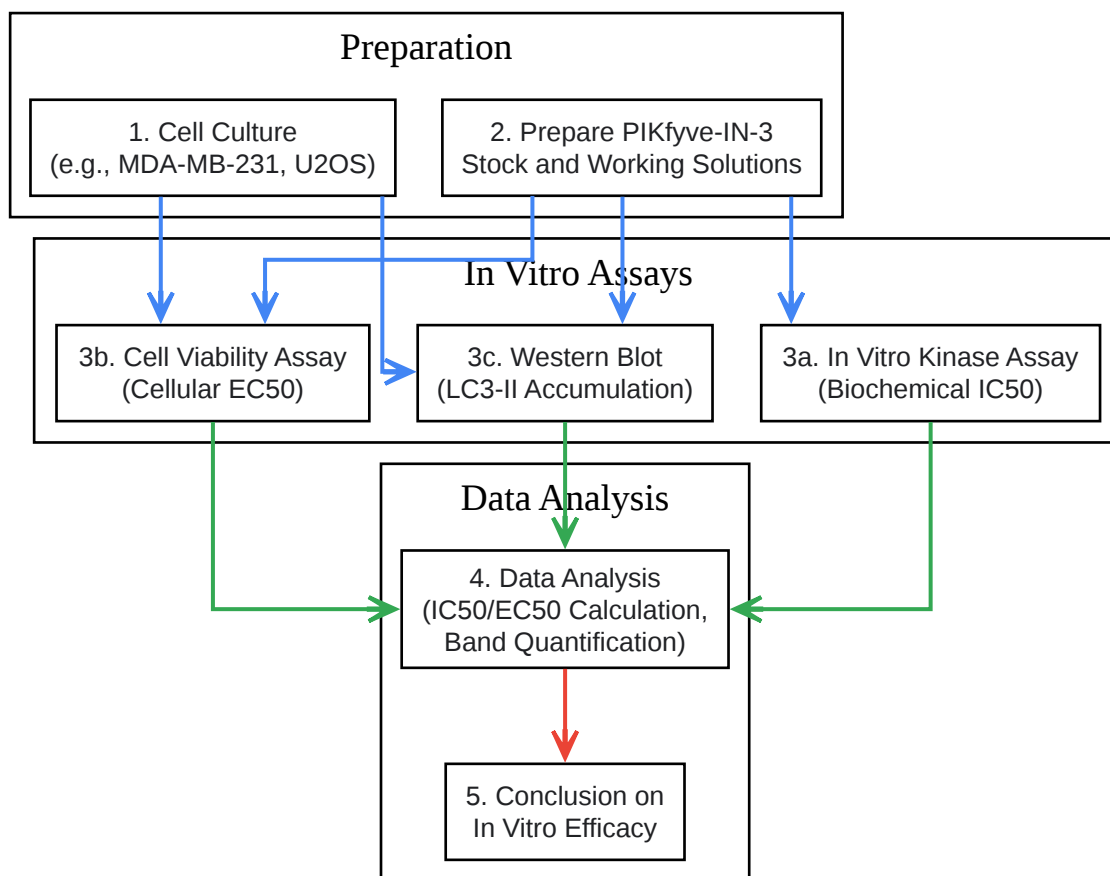 Preparation
1. Cell Culture
(e.g., MDA-MB-231, U2OS)
2. Prepare PIKfyve-IN-3
Stock and Working Solutions
In Vitro Assays
3b. Cell Viability Assay
(Cellular EC50)
3c. Western Blot
(LC3-II Accumulation)
3a. In Vitro Kinase Assay
(Biochemical IC50)
Data Analysis
4. Data Analysis
(IC50/EC50 Calculation,
Band Quantification)
5. Conclusion on
In Vitro Efficacy